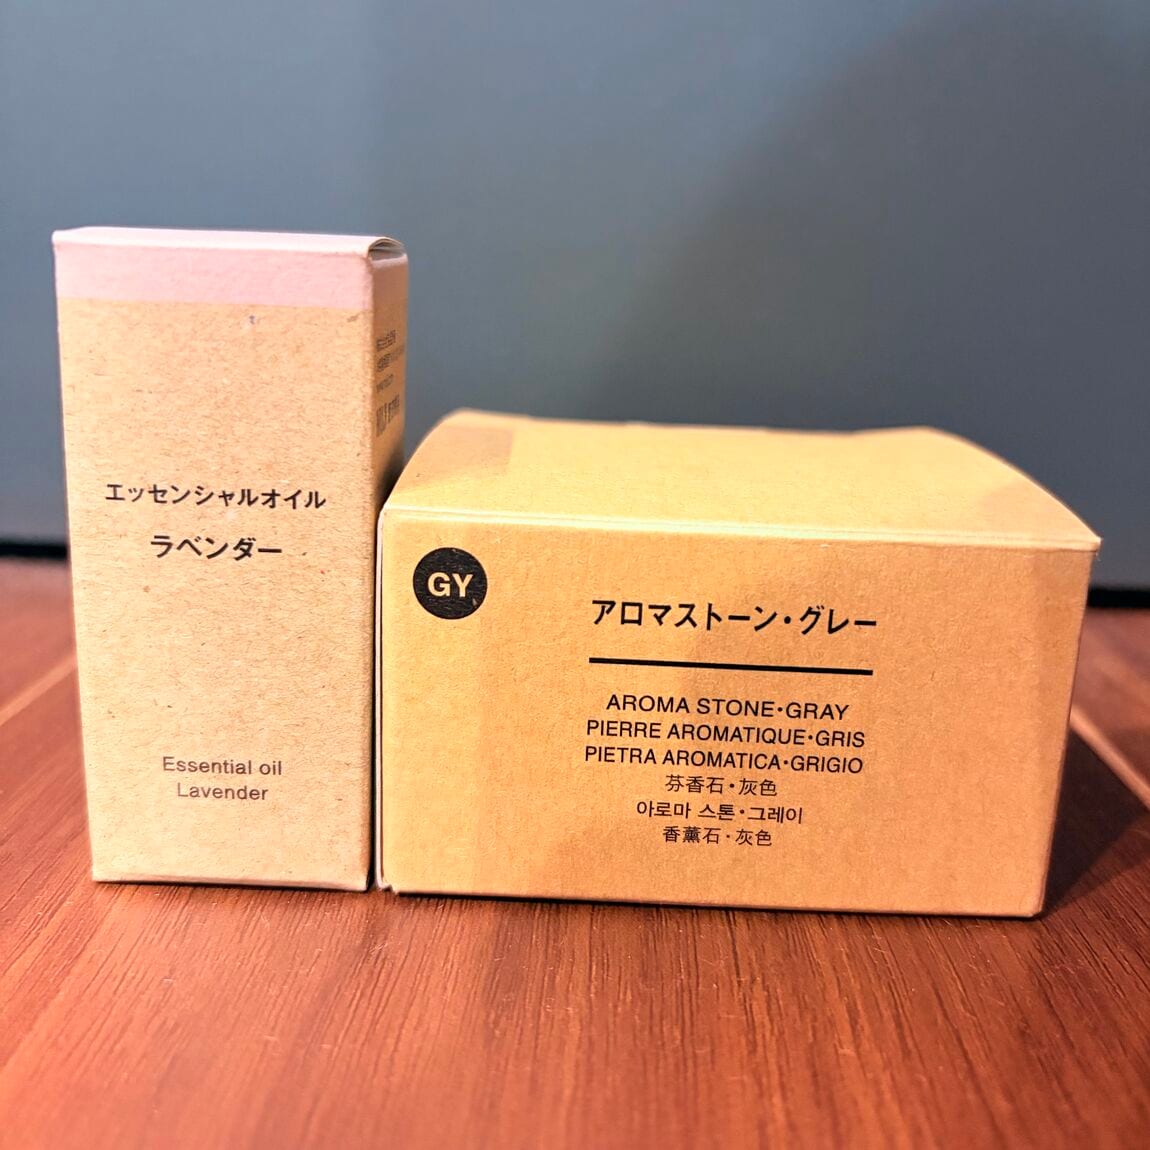 エッセンシャルオイル
ラベンダー
Essential oil
Lavender
GY
アロマストーン・グレー
AROMA STONE・GRAY
PIERRE AROMATIQUE・GRIS
PIETRA AROMATICA・GRIGIO
芬香石・灰色
아로마 스톤・그레이
香薰石・灰色